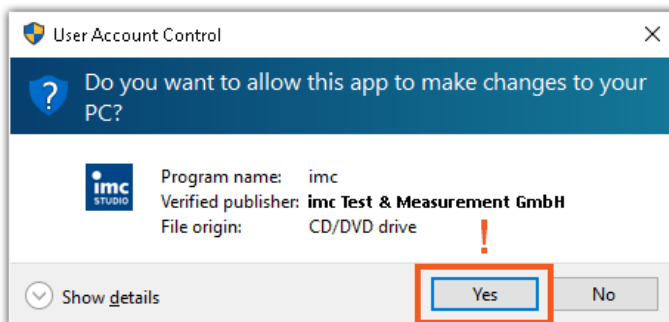 User Account Control
Do you want to allow this app to make changes to your
PC?
imc
STUDIO
Program name: imc
Verified publisher: imc Test & Measurement GmbH
File origin: CD/DVD drive
!
Show details
Yes
No